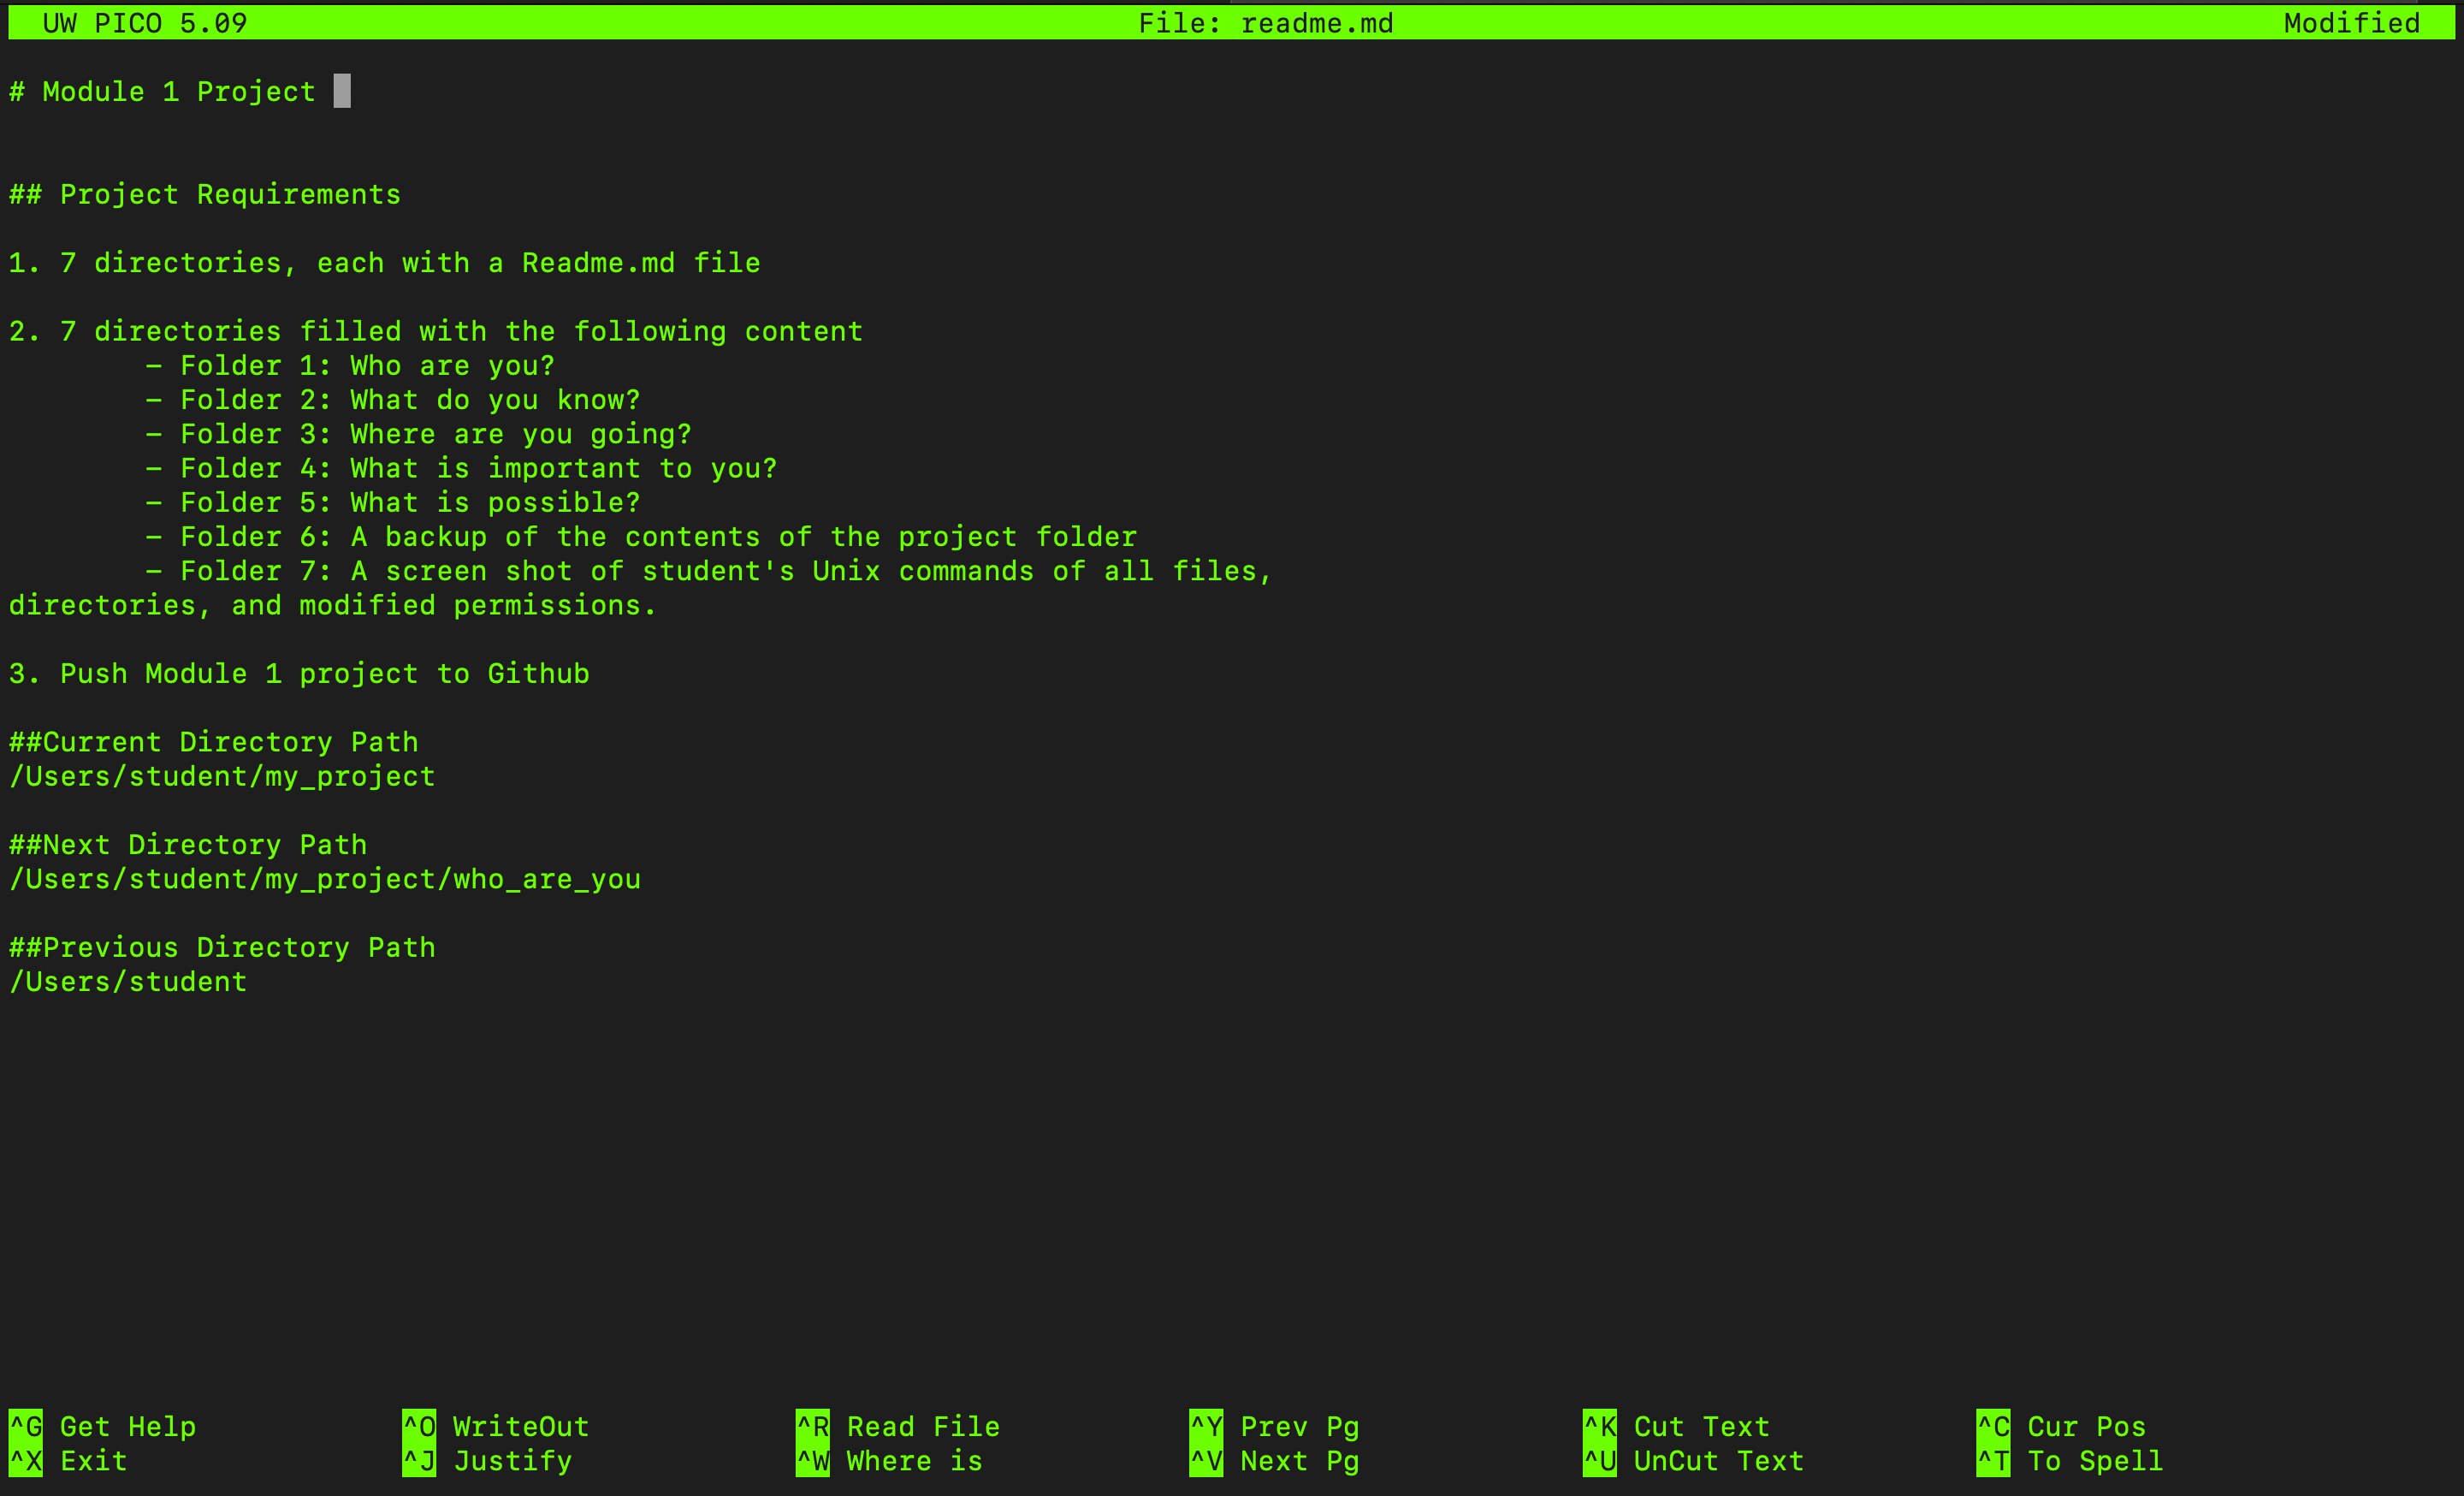 UW PICO 5.09 File: readme.md Modified
# Module 1 Project
## Project Requirements
1. 7 directories, each with a Readme.md file
2. 7 directories filled with the following content
– Folder 1: Who are you?
– Folder 2: What do you know?
– Folder 3: Where are you going?
– Folder 4: What is important to you?
– Folder 5: What is possible?
– Folder 6: A backup of the contents of the project folder
– Folder 7: A screen shot of student's Unix commands of all files,
directories, and modified permissions.
3. Push Module 1 project to Github
##Current Directory Path
/Users/student/my_project
##Next Directory Path
/Users/student/my_project/who_are_you
##Previous Directory Path
/Users/student
^G Get Help ^O WriteOut ^R Read File ^Y Prev Pg ^K Cut Text ^C Cur Pos
^X Exit ^J Justify ^W Where is ^V Next Pg ^U UnCut Text ^T To Spell